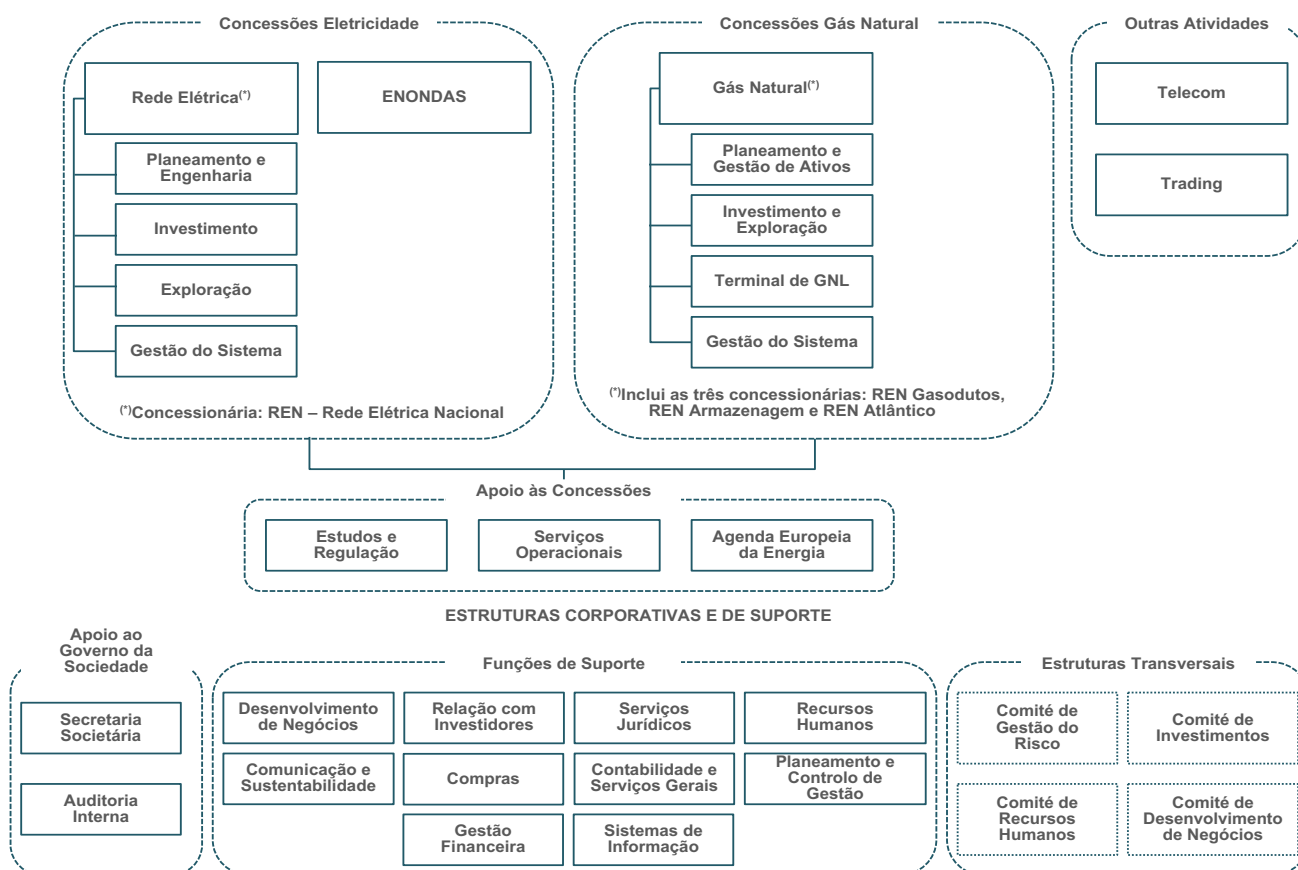 Concessões Eletricidade
Rede Elétrica(*)
ENONDAS
Planeamento e
Engenharia
Investimento
Exploração
Gestão do Sistema
(*)Concessionária: REN – Rede Elétrica Nacional
Concessões Gás Natural
Gás Natural(*)
Planeamento e
Gestão de Ativos
Investimento e
Exploração
Terminal de GNL
Gestão do Sistema
(*)Inclui as três concessionárias: REN Gasodutos,
REN Armazenagem e REN Atlântico
Outras Atividades
Telecom
Trading
Apoio às Concessões
Estudos e
Regulação
Serviços
Operacionais
Agenda Europeia
da Energia
ESTRUTURAS CORPORATIVAS E DE SUPORTE
Apoio ao
Governo da
Sociedade
Secretaria
Societária
Auditoria
Interna
Funções de Suporte
Desenvolvimento
de Negócios
Relação com
Investidores
Serviços
Jurídicos
Recursos
Humanos
Comunicação e
Sustentabilidade
Compras
Contabilidade e
Serviços Gerais
Planeamento e
Controlo de
Gestão
Gestão
Financeira
Sistemas de
Informação
Estruturas Transversais
Comité de
Gestão do
Risco
Comité de
Investimentos
Comité de
Recursos
Humanos
Comité de
Desenvolvimento
de Negócios